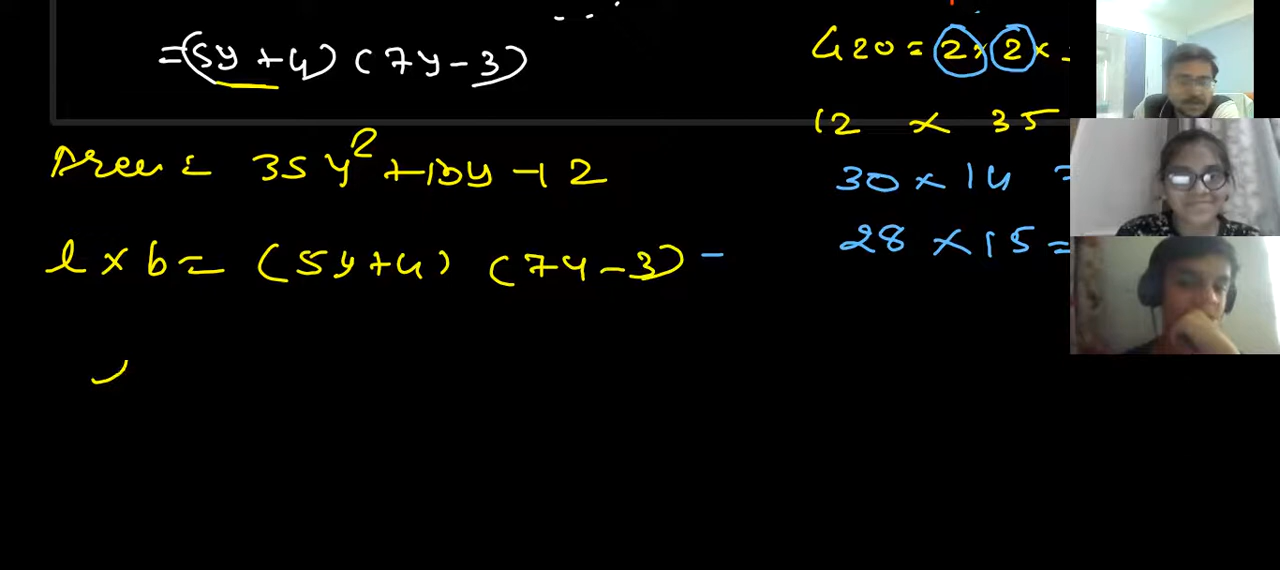 =(5y+4) (7y-3)
Area = 35y²+13y-12
l x b = (5y+4) (7y-3) -
420 = 2 x 2 x
12 x 35
30 x 14
28 x 15 =